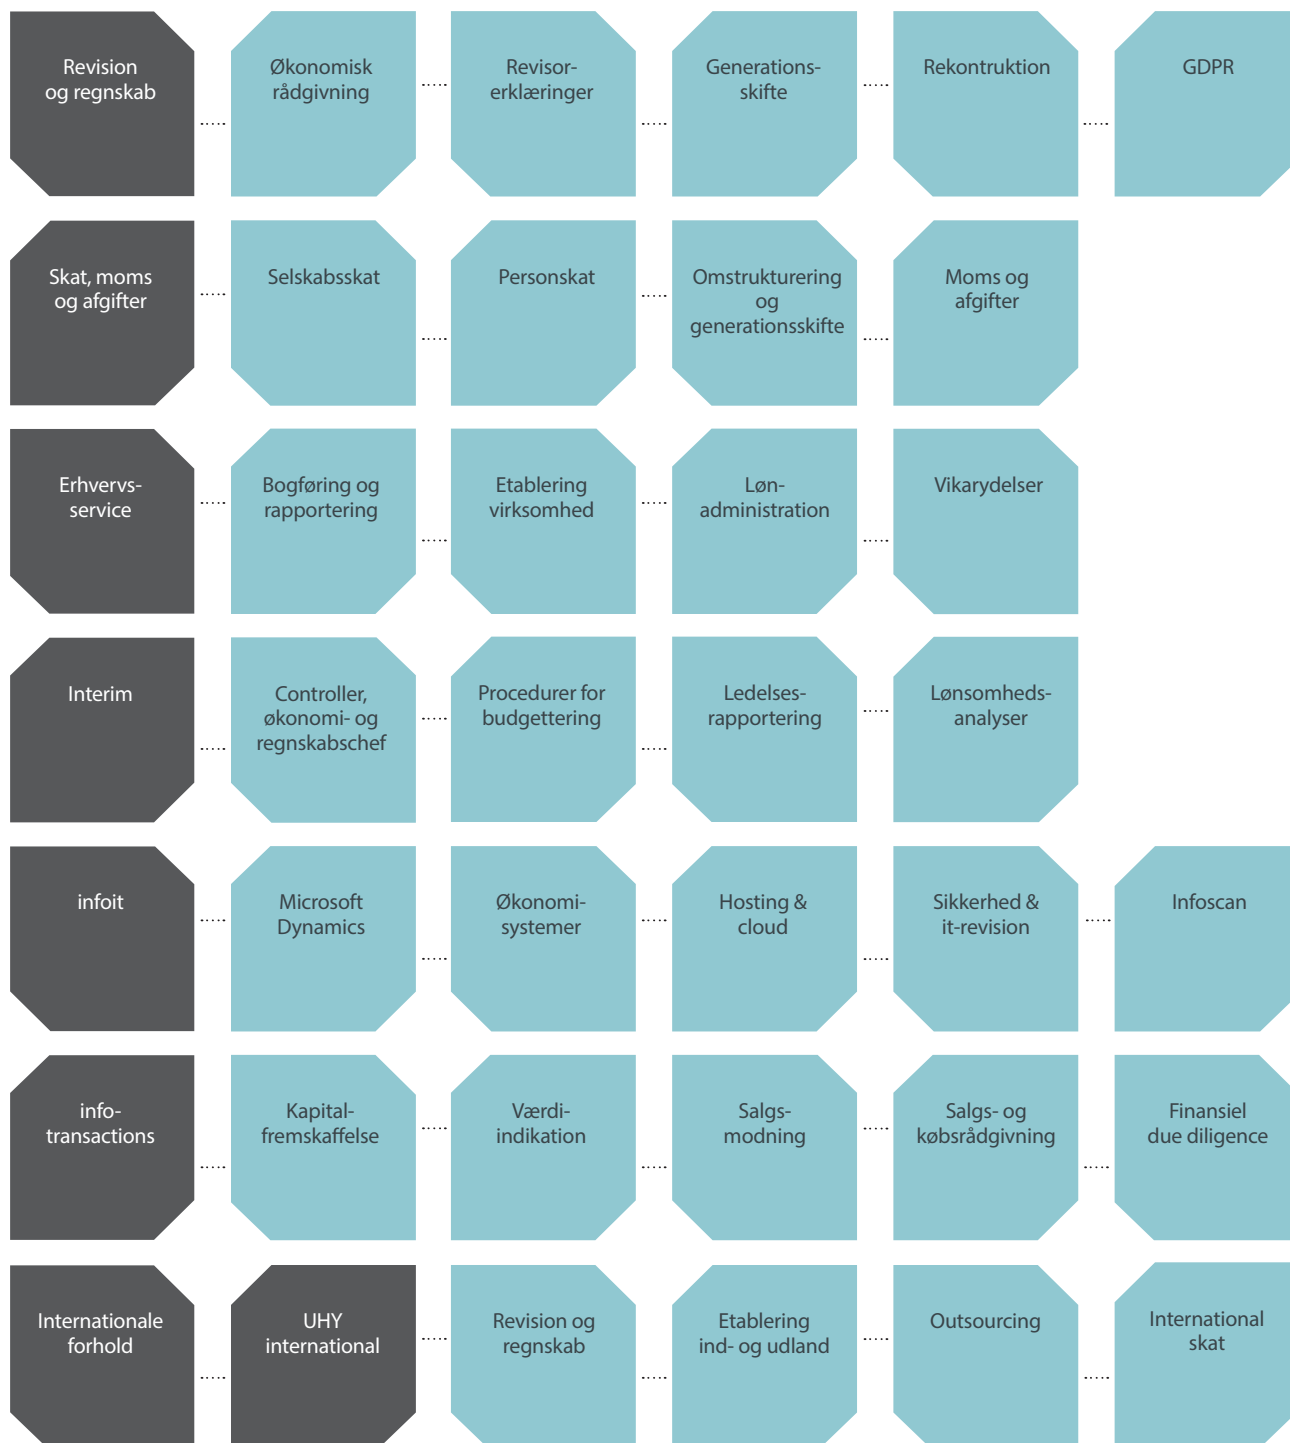 Revision
og regnskab
Økonomisk
rådgivning
Revisor-
erklæringer
Generations-
skifte
Rekontruktion
GDPR
Skat, moms
og afgifter
Selskabsskat
Personskat
Omstrukturering
og
generationsskifte
Moms og
afgifter
Erhvervs-
service
Bogføring og
rapportering
Etablering
virksomhed
Løn-
administration
Vikarydelser
Interim
Controller,
økonomi- og
regnskabschef
Procedurer for
budgettering
Ledelses-
rapportering
Lønsomheds-
analyser
infoit
Microsoft
Dynamics
Økonomi-
systemer
Hosting &
cloud
Sikkerhed &
it-revision
Infoscan
info-
transactions
Kapital-
fremskaffelse
Værdi-
indikation
Salgs-
modning
Salgs- og
købsrådgivning
Finansiel
due diligence
Internationale
forhold
UHY
international
Revision og
regnskab
Etablering
ind- og udland
Outsourcing
International
skat